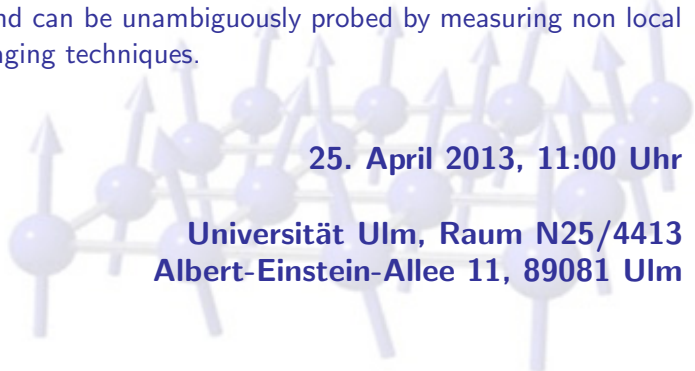 nd can be unambiguously probed by measuring non local
ging techniques.
25. April 2013, 11:00 Uhr
Universität Ulm, Raum N25/4413
Albert-Einstein-Allee 11, 89081 Ulm